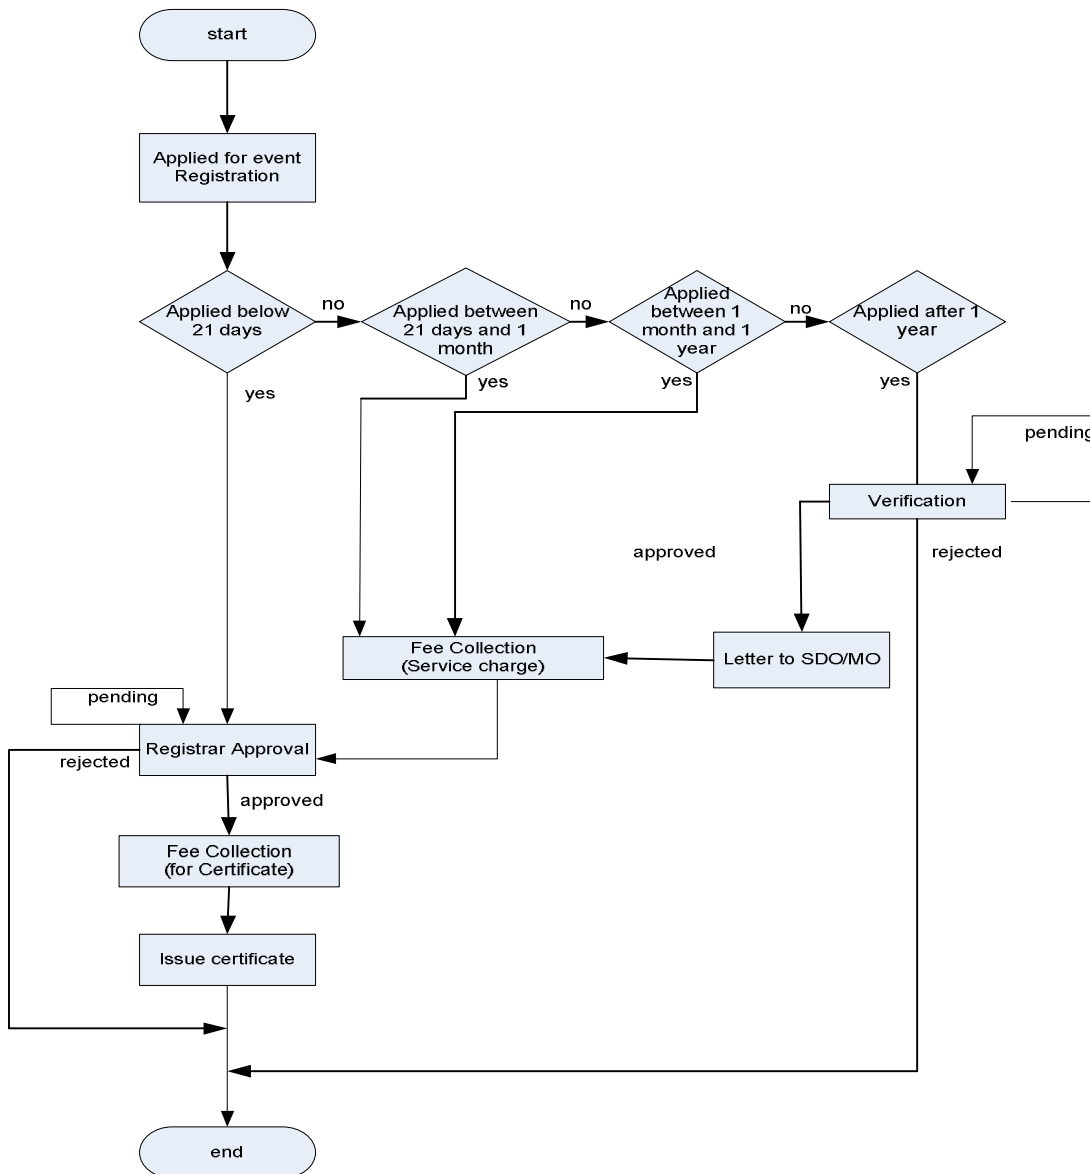 start
Applied for event
Registration
Applied below
21 days
no
Applied between
21 days and 1
month
no
Applied
between 1
month and 1
year
no
Applied after 1
year
yes
yes
yes
yes
pending
Verification
approved
rejected
Fee Collection
(Service charge)
Letter to SDO/MO
pending
Registrar Approval
rejected
approved
Fee Collection
(for Certificate)
Issue certificate
end